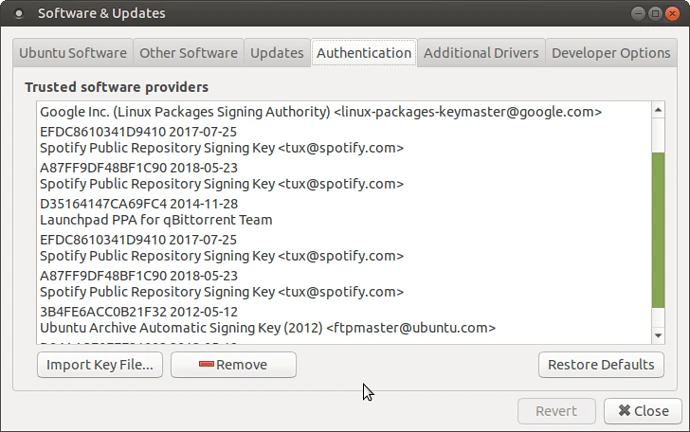 Software & Updates
Ubuntu Software
Other Software
Updates
Authentication
Additional Drivers
Developer Options
Trusted software providers
Google Inc. (Linux Packages Signing Authority) <linux-packages-keymaster@google.com>
EFDC8610341D9410 2017-07-25
Spotify Public Repository Signing Key <tux@spotify.com>
A87FF9DF48BF1C90 2018-05-23
Spotify Public Repository Signing Key <tux@spotify.com>
D35164147CA69FC4 2014-11-28
Launchpad PPA for qBittorrent Team
EFDC8610341D9410 2017-07-25
Spotify Public Repository Signing Key <tux@spotify.com>
A87FF9DF48BF1C90 2018-05-23
Spotify Public Repository Signing Key <tux@spotify.com>
3B4FE6ACC0B21F32 2012-05-12
Ubuntu Archive Automatic Signing Key (2012) <ftpmaster@ubuntu.com>
Import Key File...
Remove
Restore Defaults
Revert
Close